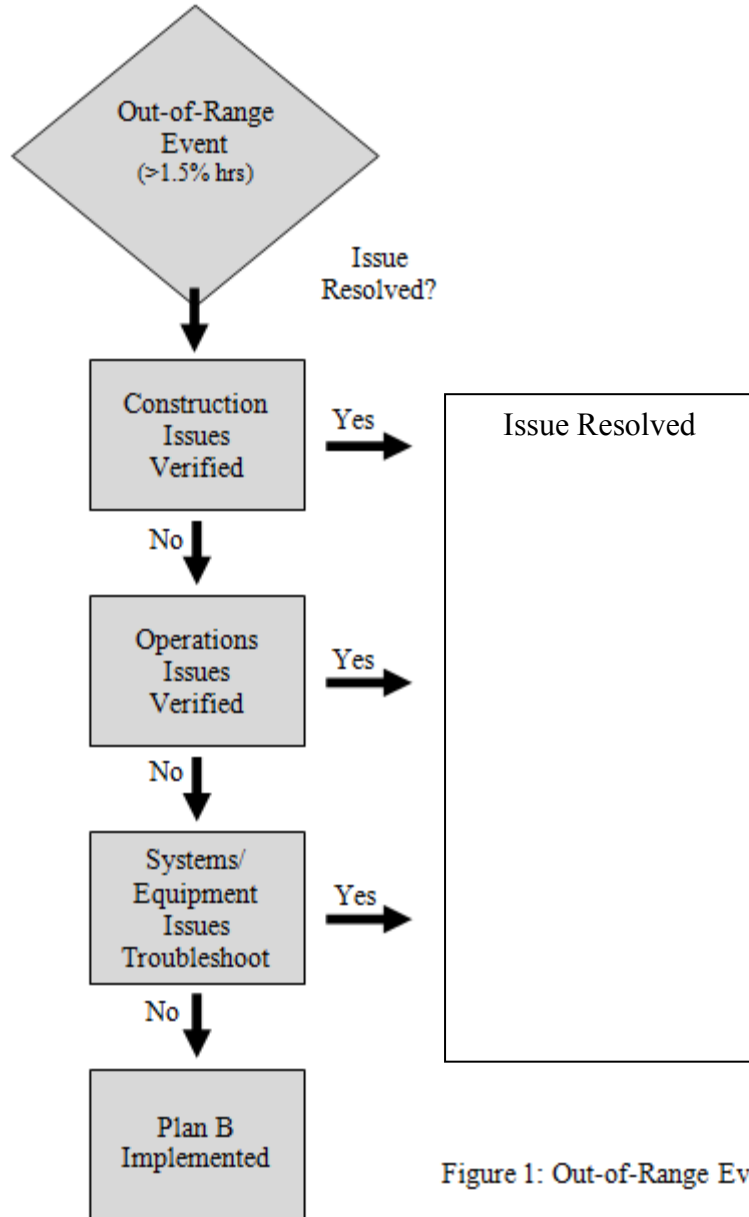 Out-of-Range
Event
(>1.5% hrs)
Issue
Resolved?
Construction
Issues
Verified
Yes
Issue Resolved
No
Operations
Issues
Verified
Yes
No
Systems/
Equipment
Issues
Troubleshoot
Yes
No
Plan B
Implemented
Figure 1: Out-of-Range